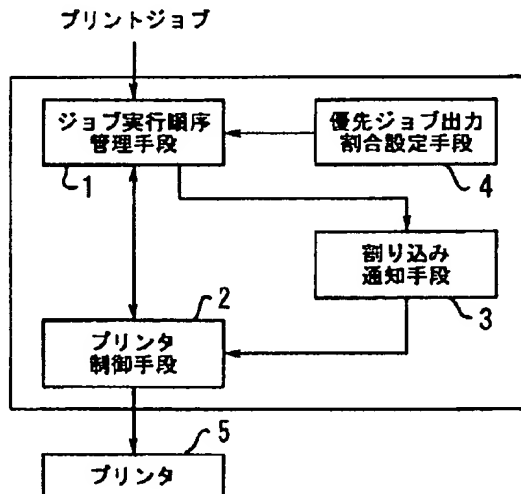 プリントジョブ
ジョブ実行順序
管理手段
1
優先ジョブ出力
割合設定手段
4
割り込み
通知手段
3
2
プリンタ
制御手段
5
プリンタ